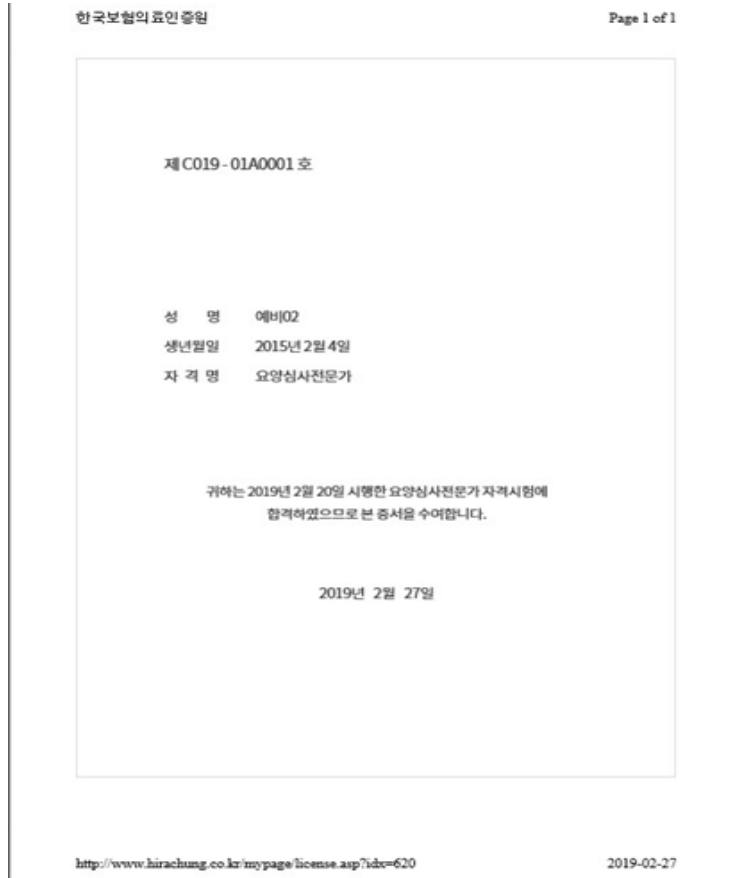 한국보험의료인증원 Page 1 of 1
제 C019 - 01A0001 호
성 명 예비02
생년월일 2015년 2월 4일
자 격 명 요양심사전문가
귀하는 2019년 2월 20일 시행한 요양심사전문가 자격시험에
합격하였으므로 본 증서을 수여합니다.
2019년 2월 27일
http://www.hirachung.co.kr/mypage/license.asp?idx=620 2019-02-27